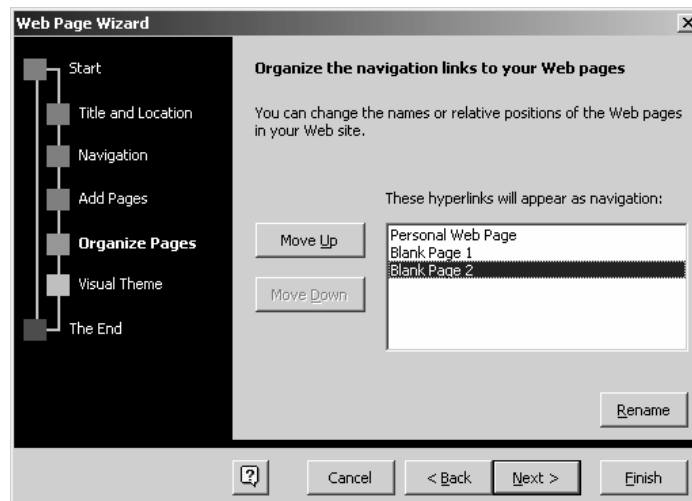 Web Page Wizard
Start
Title and Location
Navigation
Add Pages
Organize Pages
Visual Theme
The End
Organize the navigation links to your Web pages
You can change the names or relative positions of the Web pages
in your Web site.
These hyperlinks will appear as navigation:
Move Up
Move Down
Personal Web Page
Blank Page 1
Blank Page 2
Rename
?
Cancel
< Back
Next >
Finish